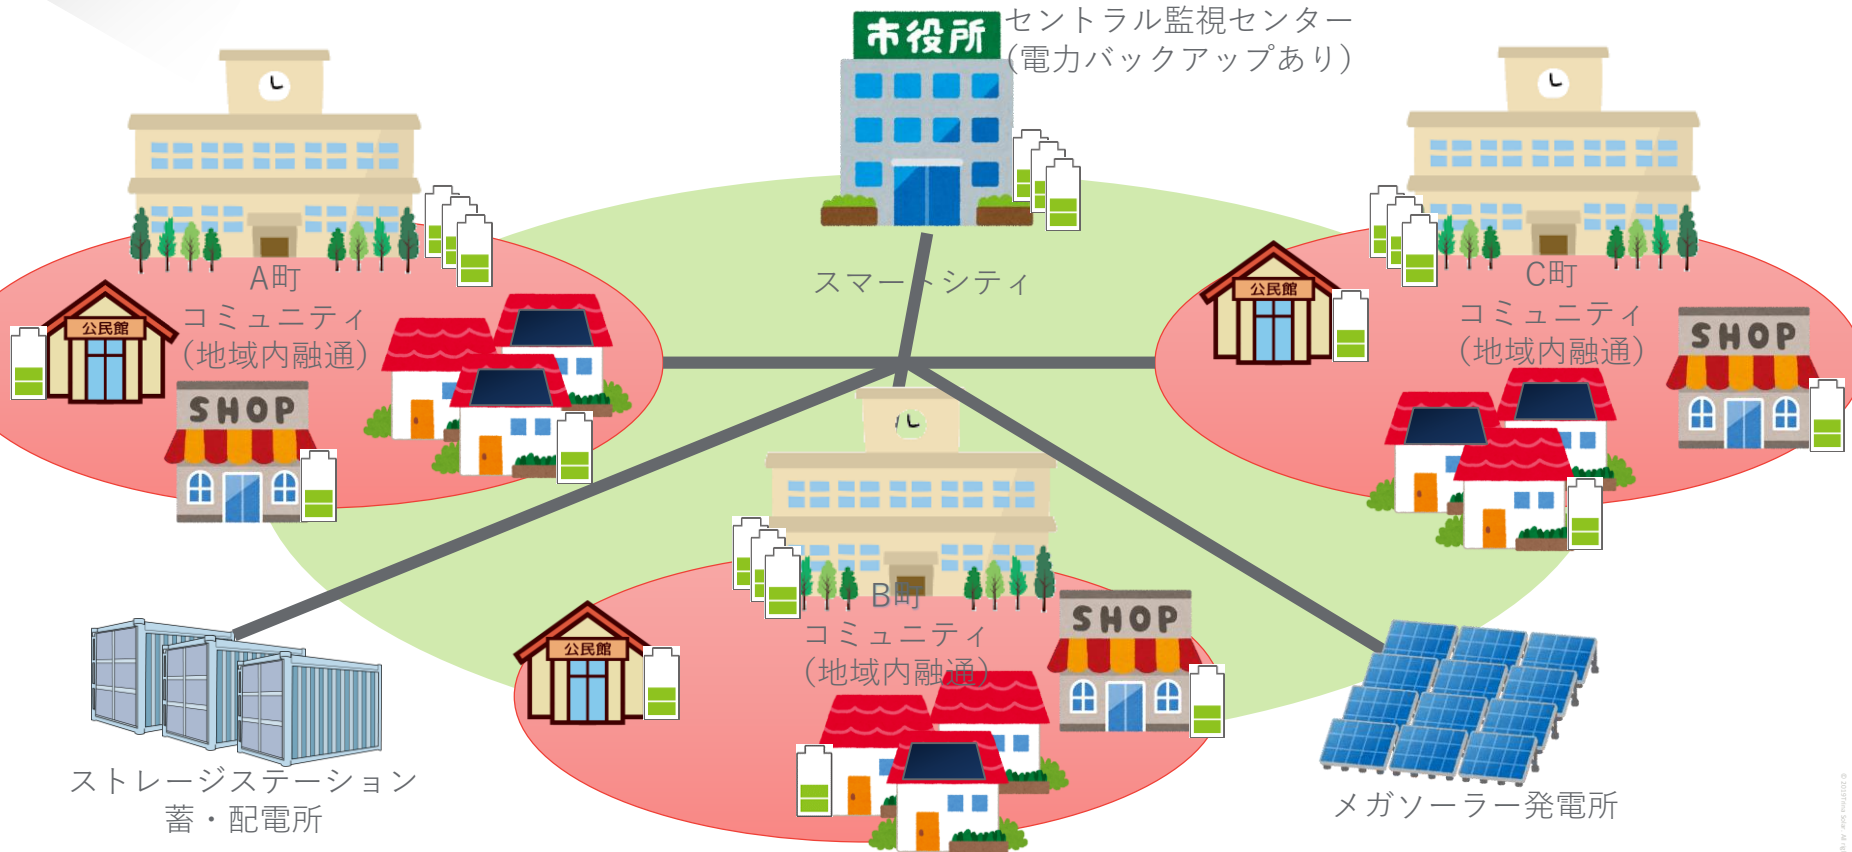 市役所
セントラル監視センター
(電力バックアップあり)
スマートシティ
A町
コミュニティ
(地域内融通)
公民館
SHOP
C町
コミュニティ
(地域内融通)
公民館
SHOP
B町
コミュニティ
(地域内融通)
公民館
SHOP
ストレージステーション
蓄・配電所
メガソーラー発電所